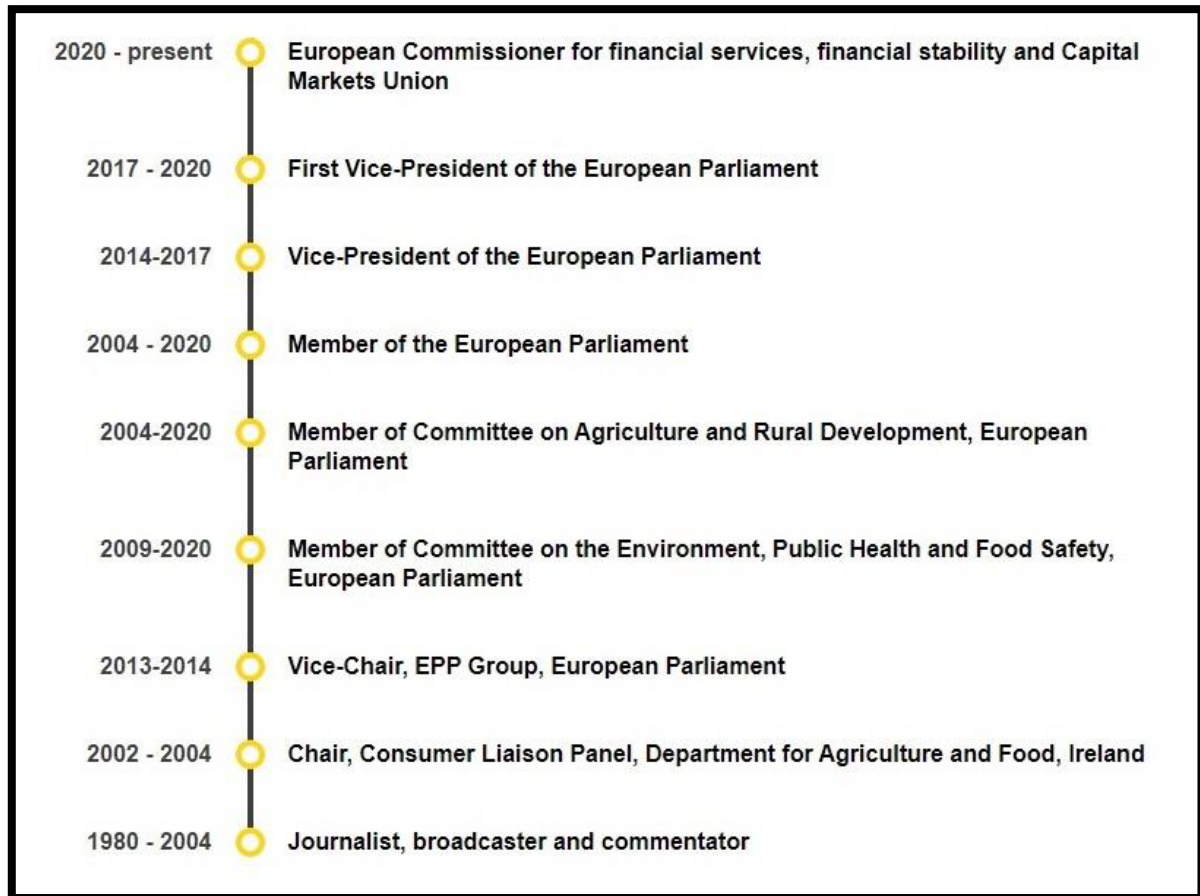 2020 - present European Commissioner for financial services, financial stability and Capital
Markets Union
2017 - 2020 First Vice-President of the European Parliament
2014-2017 Vice-President of the European Parliament
2004 - 2020 Member of the European Parliament
2004-2020 Member of Committee on Agriculture and Rural Development, European
Parliament
2009-2020 Member of Committee on the Environment, Public Health and Food Safety,
European Parliament
2013-2014 Vice-Chair, EPP Group, European Parliament
2002 - 2004 Chair, Consumer Liaison Panel, Department for Agriculture and Food, Ireland
1980 - 2004 Journalist, broadcaster and commentator